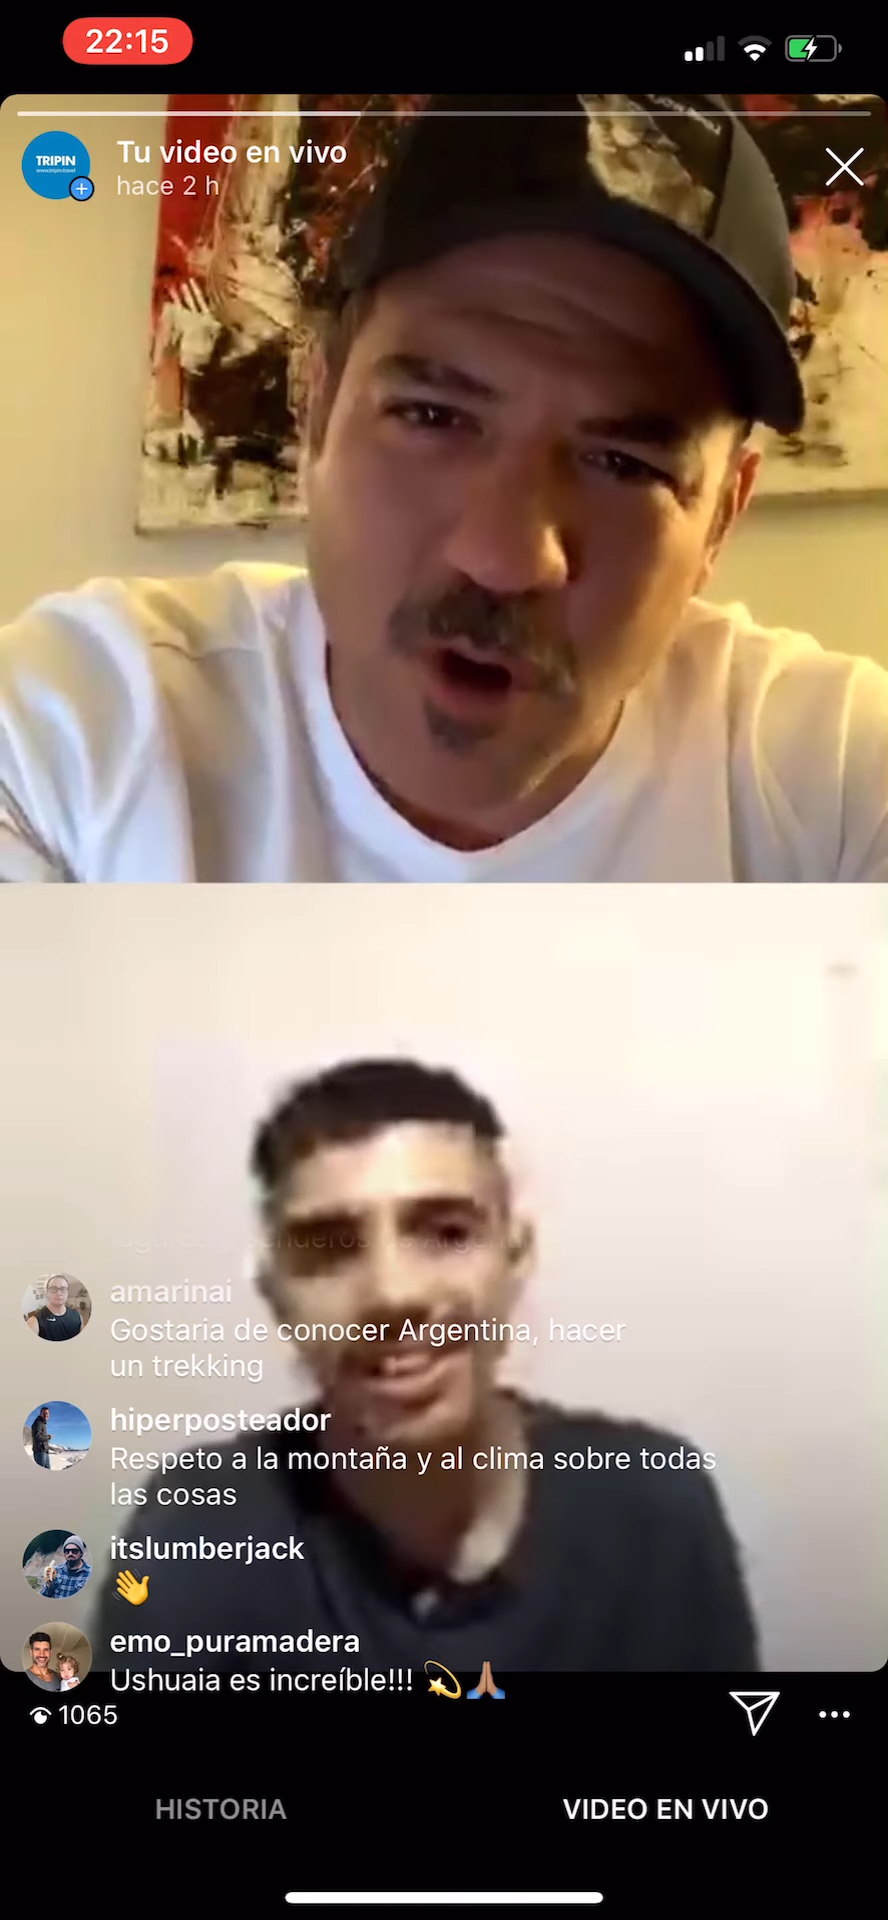 22:15
TRIPIN
Tu video en vivo
hace 2 h
amarinai
Gostaria de conocer Argentina, hacer
un trekking
hiperposteador
Respeto a la montaña y al clima sobre todas
las cosas
itslumberjack
👋
emo_puramadera
Ushuaia es increíble!!! 💫🙏🏽
1065
HISTORIA
VIDEO EN VIVO